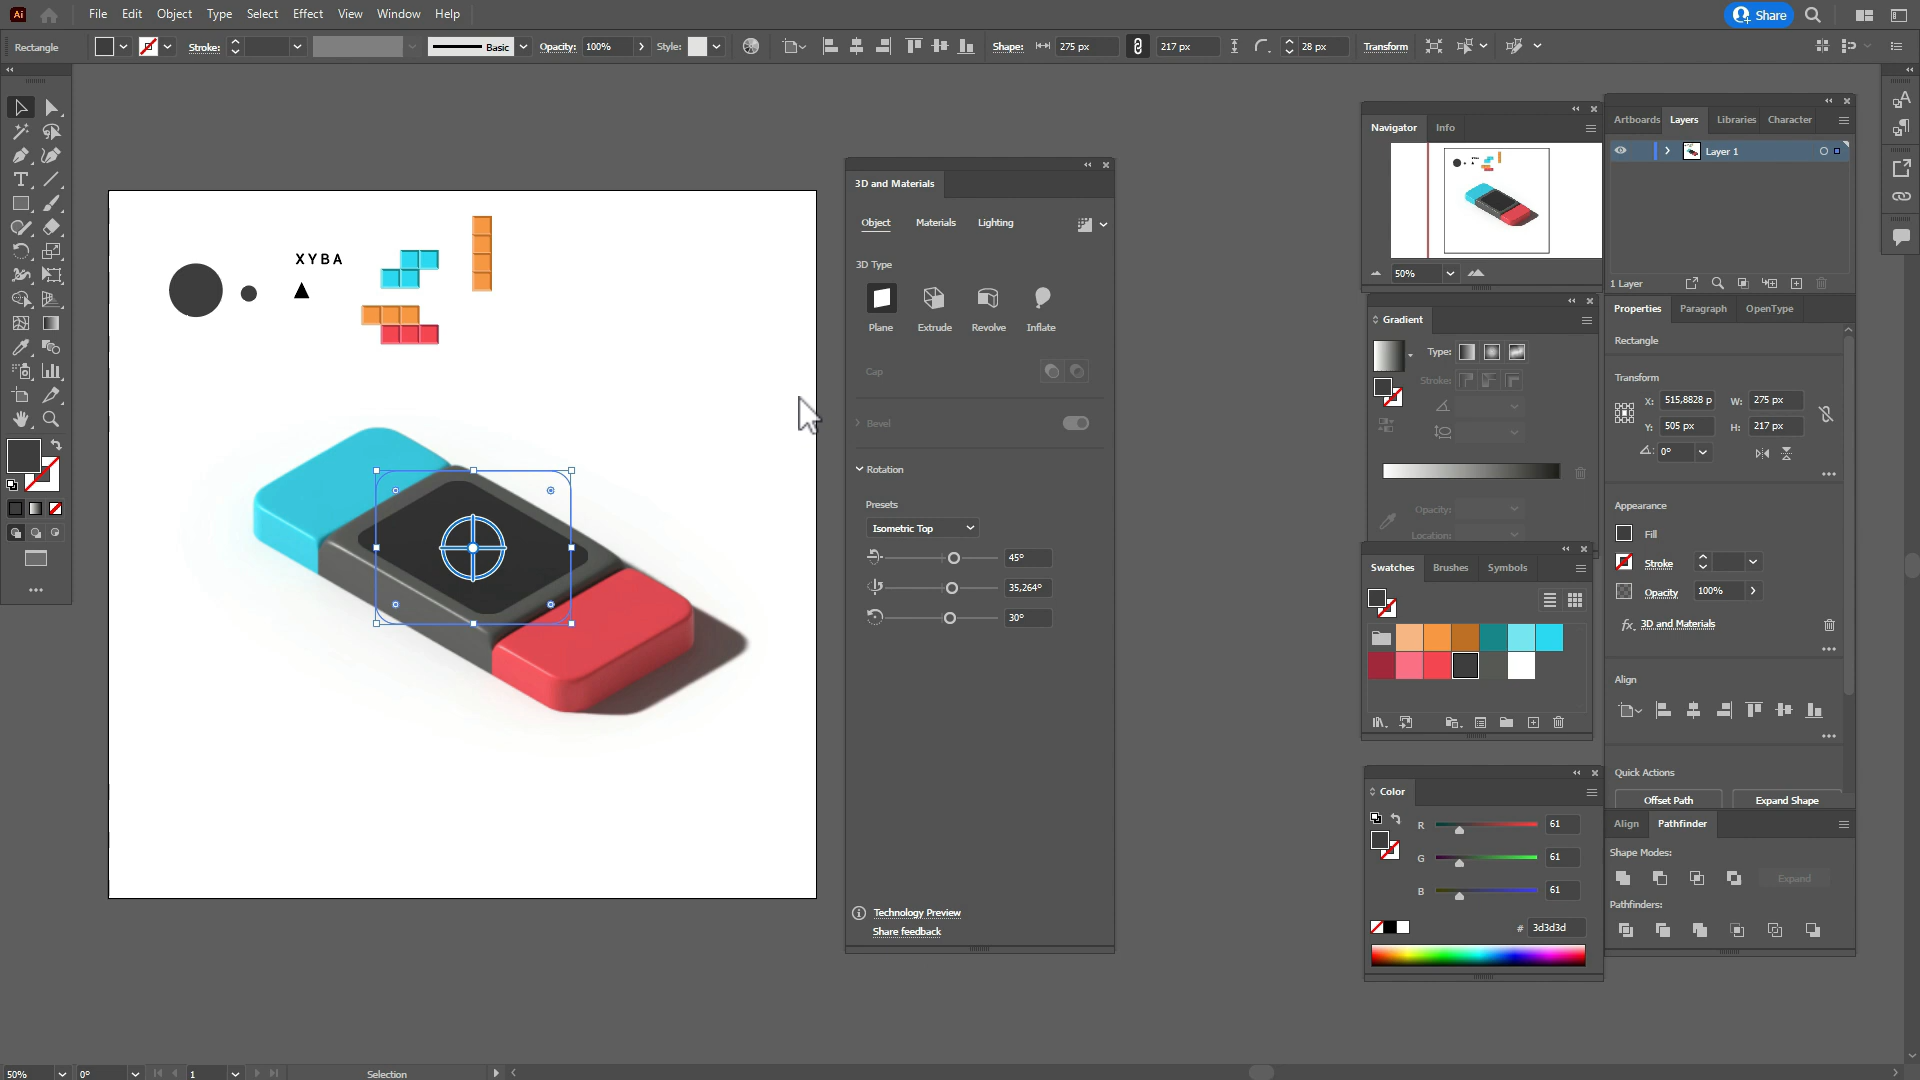 Ai File Edit Object Type Select Effect View Window Help Share
Rectangle Stroke: Basic Opacity: 100% Style: Shape: 275 px 217 px 28 px Transform
Navigator Info
50%
Artboards Layers Libraries Character
Layer 1
1 Layer
XYBA
3D and Materials
Object Materials Lighting
3D Type
Plane Extrude Revolve Inflate
Cap
Bevel
Rotation
Presets
Isometric Top
45°
35,264°
30°
Technology Preview
Share feedback
Gradient
Type:
Stroke:
Opacity:
Location:
Swatches Brushes Symbols
Color
R 61
G 61
B 61
# 3d3d3d
Properties Paragraph OpenType
Rectangle
Transform
X: 515,8828 p W: 275 px
Y: 505 px H: 217 px
0°
Appearance
Fill
Stroke
Opacity 100%
fx. 3D and Materials
Align
Quick Actions
Offset Path Expand Shape
Align Pathfinder
Shape Modes:
Expand
Pathfinders:
50% 0° 1 Selection